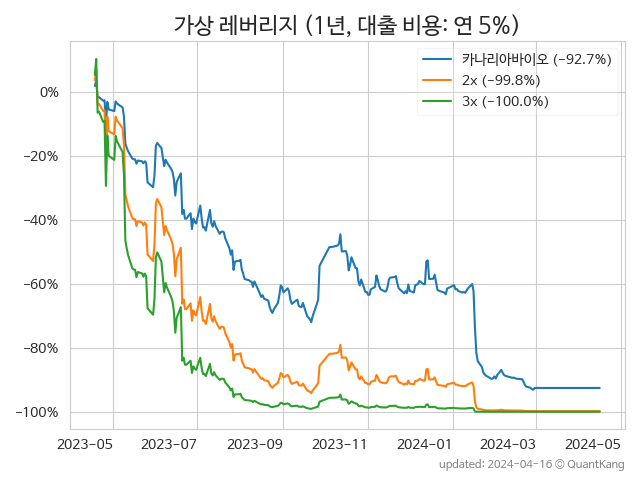 가상 레버리지 (1년, 대출 비용: 연 5%)
카나리아바이오 (−92.7%)
2x (−99.8%)
3x (−100.0%)
0%
−20%
−40%
−60%
−80%
−100%
2023-05 2023-07 2023-09 2023-11 2024-01 2024-03 2024-05
updated: 2024-04-16 © QuantKang